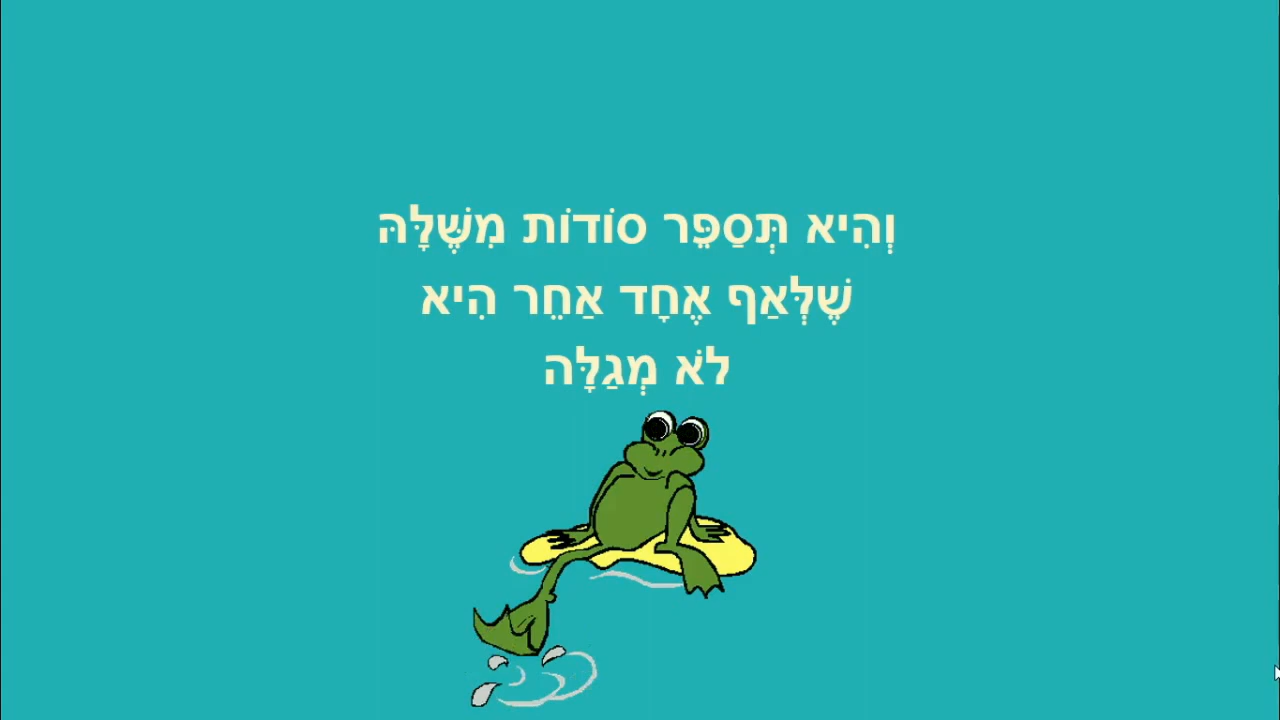 וְהִיא תְּסַפֵּר סוֹדוֹת מִשֶּׁלָּהּ
שֶׁלְּאַף אֶחָד אַחֵר הִיא
לֹא מְגַלָּה